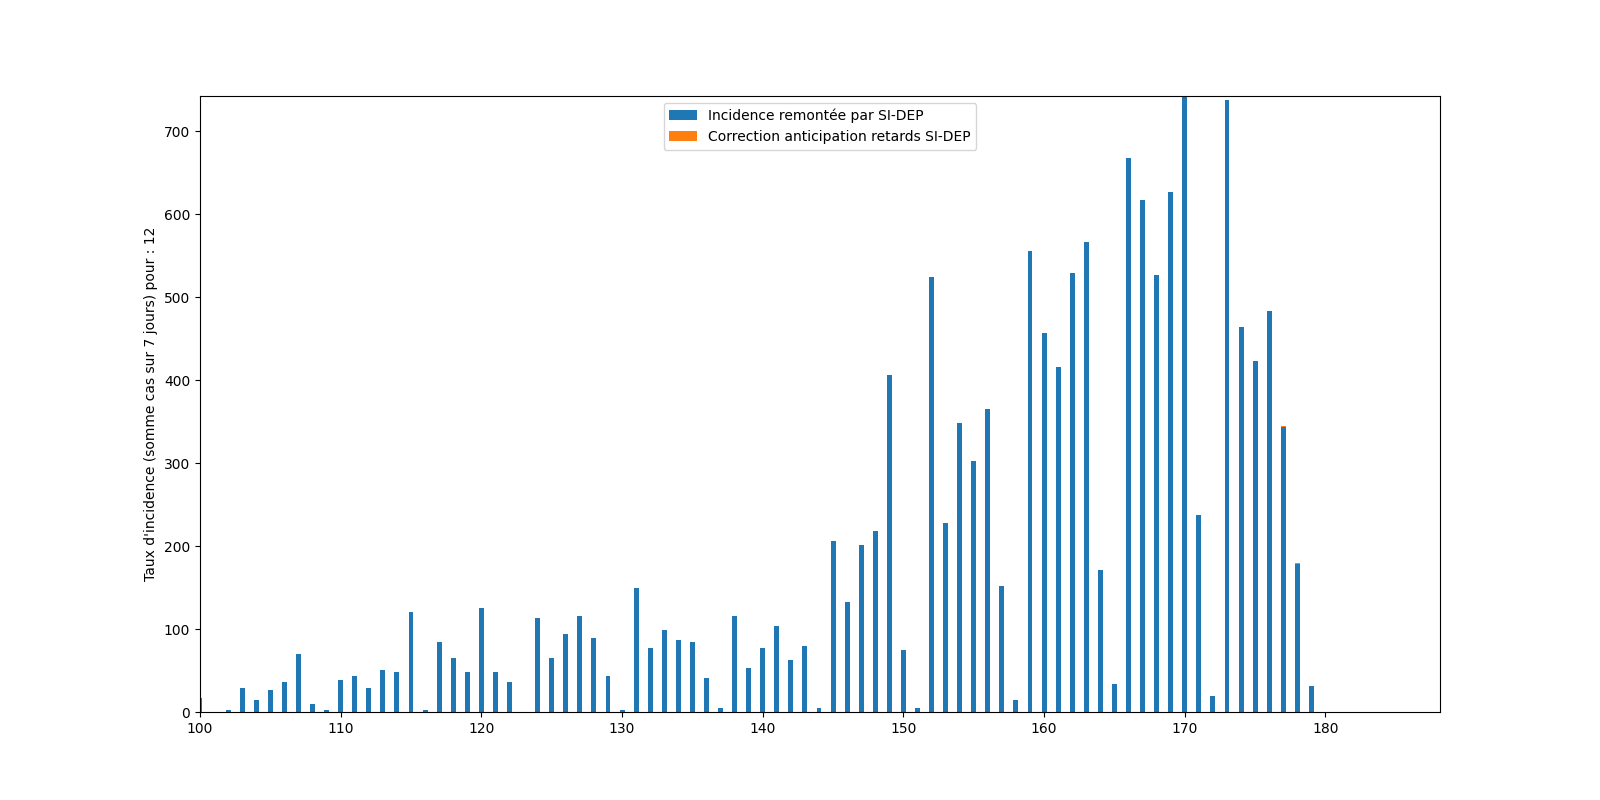 Incidence remontée par SI-DEP
Correction anticipation retards SI-DEP
Taux d'incidence (somme cas sur 7 jours) pour : 12
700
600
500
400
300
200
100
0
100 110 120 130 140 150 160 170 180